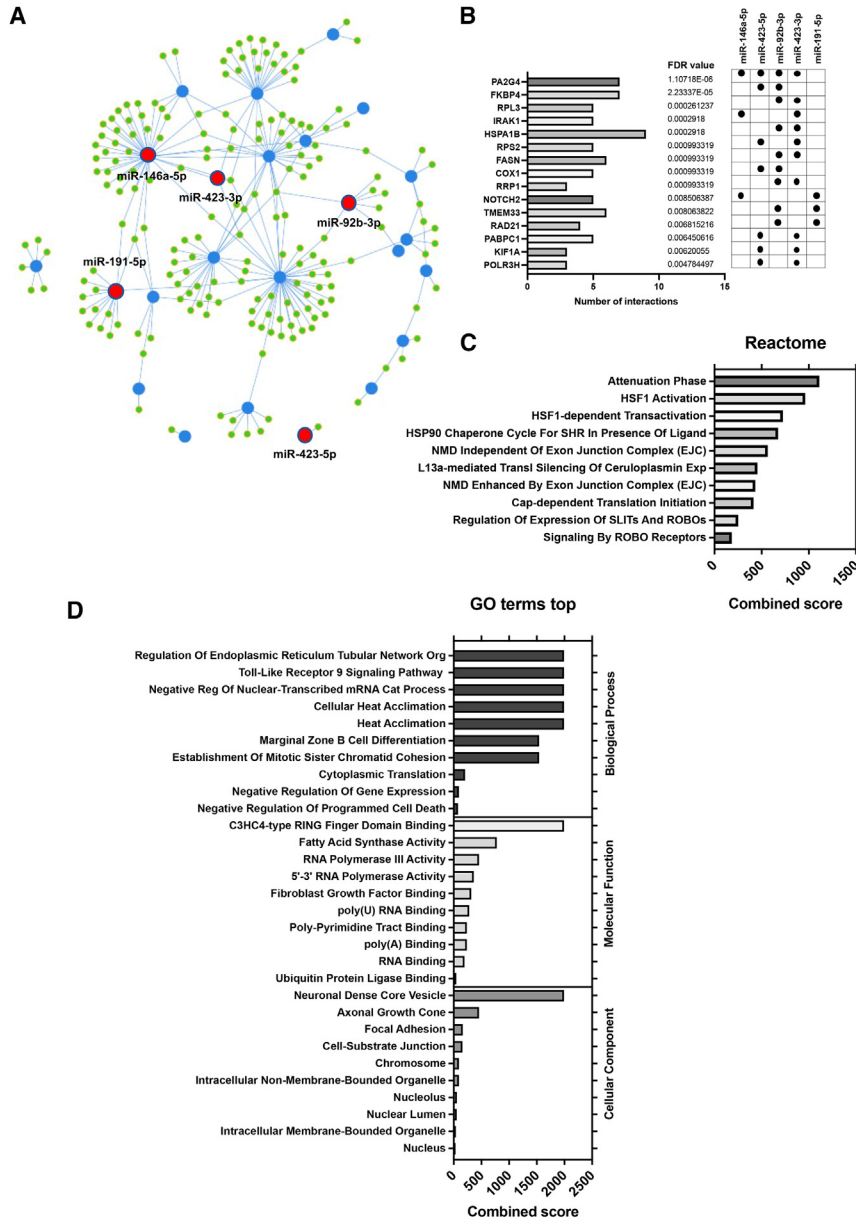 A
miR-146a-5p
miR-423-3p
miR-92b-3p
miR-191-5p
miR-423-5p
B
miR-146a-5p
miR-423-5p
miR-92b-3p
miR-423-3p
miR-191-5p
FDR value
PA2G4 1.10718E-06
FKBP4 2.23337E-05
RPL3 0.000261237
IRAK1 0.0002918
HSPA1B 0.0002918
RPS2 0.000993319
FASN 0.000993319
COX1 0.000993319
RRP1 0.000993319
NOTCH2 0.008506387
TMEM33 0.008063822
RAD21 0.006815216
PABPC1 0.006450616
KIF1A 0.00620055
POLR3H 0.004784497
0 5 10 15
Number of interactions
C
Reactome
Attenuation Phase
HSF1 Activation
HSF1-dependent Transactivation
HSP90 Chaperone Cycle For SHR In Presence Of Ligand
NMD Independent Of Exon Junction Complex (EJC)
L13a-mediated Transl Silencing Of Ceruloplasmin Exp
NMD Enhanced By Exon Junction Complex (EJC)
Cap-dependent Translation Initiation
Regulation Of Expression Of SLITs And ROBOs
Signaling By ROBO Receptors
0 500 1000 1500
Combined score
D
GO terms top
Regulation Of Endoplasmic Reticulum Tubular Network Org
Toll-Like Receptor 9 Signaling Pathway
Negative Reg Of Nuclear-Transcribed mRNA Cat Process
Cellular Heat Acclimation
Heat Acclimation
Marginal Zone B Cell Differentiation
Establishment Of Mitotic Sister Chromatid Cohesion
Cytoplasmic Translation
Negative Regulation Of Gene Expression
Negative Regulation Of Programmed Cell Death
Biological Process
C3HC4-type RING Finger Domain Binding
Fatty Acid Synthase Activity
RNA Polymerase III Activity
5'-3' RNA Polymerase Activity
Fibroblast Growth Factor Binding
poly(U) RNA Binding
Poly-Pyrimidine Tract Binding
poly(A) Binding
RNA Binding
Ubiquitin Protein Ligase Binding
Molecular Function
Neuronal Dense Core Vesicle
Axonal Growth Cone
Focal Adhesion
Cell-Substrate Junction
Chromosome
Intracellular Non-Membrane-Bounded Organelle
Nucleolus
Nuclear Lumen
Intracellular Membrane-Bounded Organelle
Nucleus
Cellular Component
0 500 1000 1500 2000 2500
Combined score